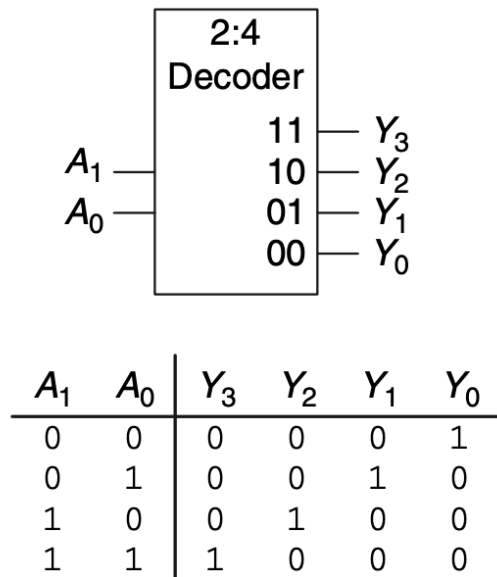 2:4
Decoder
11 Y3
A1 10 Y2
A0 01 Y1
00 Y0
A1 A0 Y3 Y2 Y1 Y0
0 0 0 0 0 1
0 1 0 0 1 0
1 0 0 1 0 0
1 1 1 0 0 0